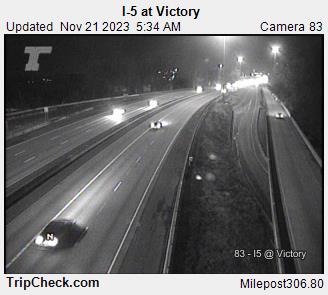 I-5 at Victory
Updated Nov 21 2023 5:34 AM Camera 83
T
N
83 - I5 @ Victory
TripCheck.com Milepost306.80